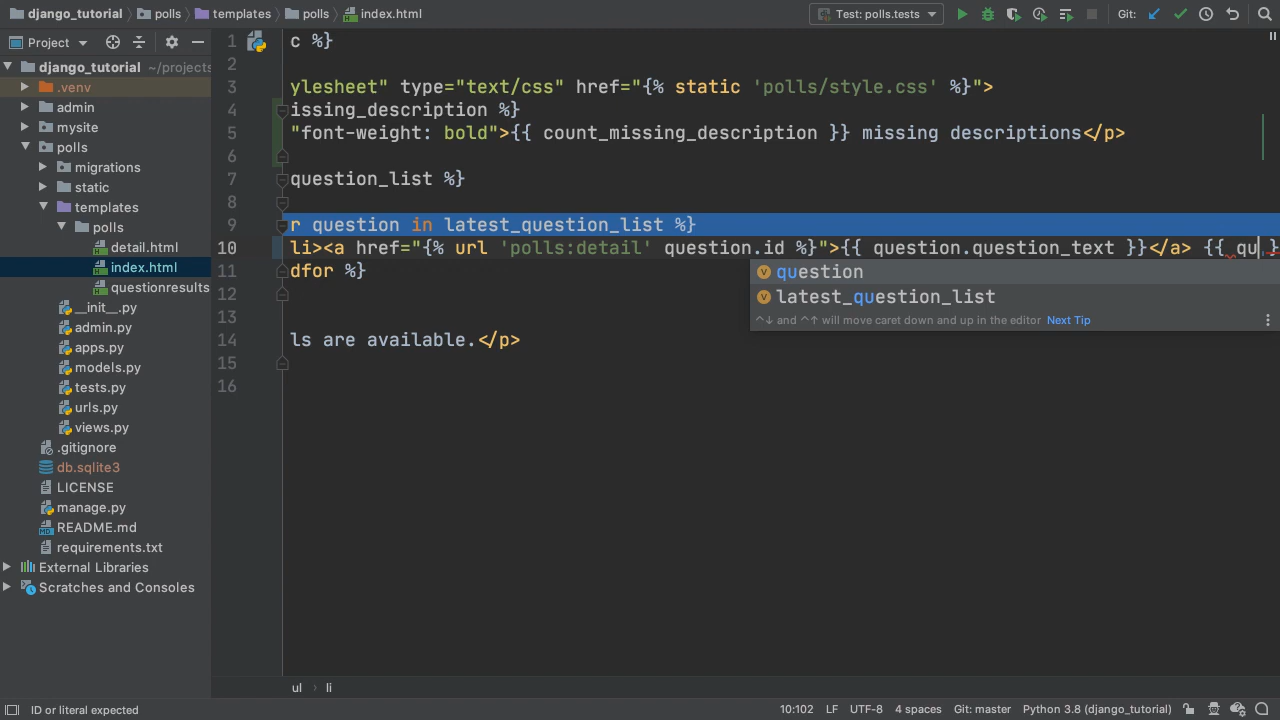 django_tutorial polls templates polls index.html Test: polls.tests Git:
Project
django_tutorial ~/projects
.venv
admin
mysite
polls
migrations
static
templates
polls
detail.html
index.html
questionresults
__init__.py
admin.py
apps.py
models.py
tests.py
urls.py
views.py
.gitignore
db.sqlite3
LICENSE
manage.py
README.md
requirements.txt
External Libraries
Scratches and Consoles
1 c %}
2
3 ylesheet" type="text/css" href="{% static 'polls/style.css' %}">
4 issing_description %}
5 "font-weight: bold">{{ count_missing_description }} missing descriptions</p>
6
7 question_list %}
8
9 r question in latest_question_list %}
10 li><a href="{% url 'polls:detail' question.id %}">{{ question.question_text }}</a> {{ qu }
11 dfor %}
12
13
14 ls are available.</p>
15
16
question
latest_question_list
^↓ and ^↑ will move caret down and up in the editor Next Tip
ul › li
ID or literal expected 10:102 LF UTF-8 4 spaces Git: master Python 3.8 (django_tutorial)